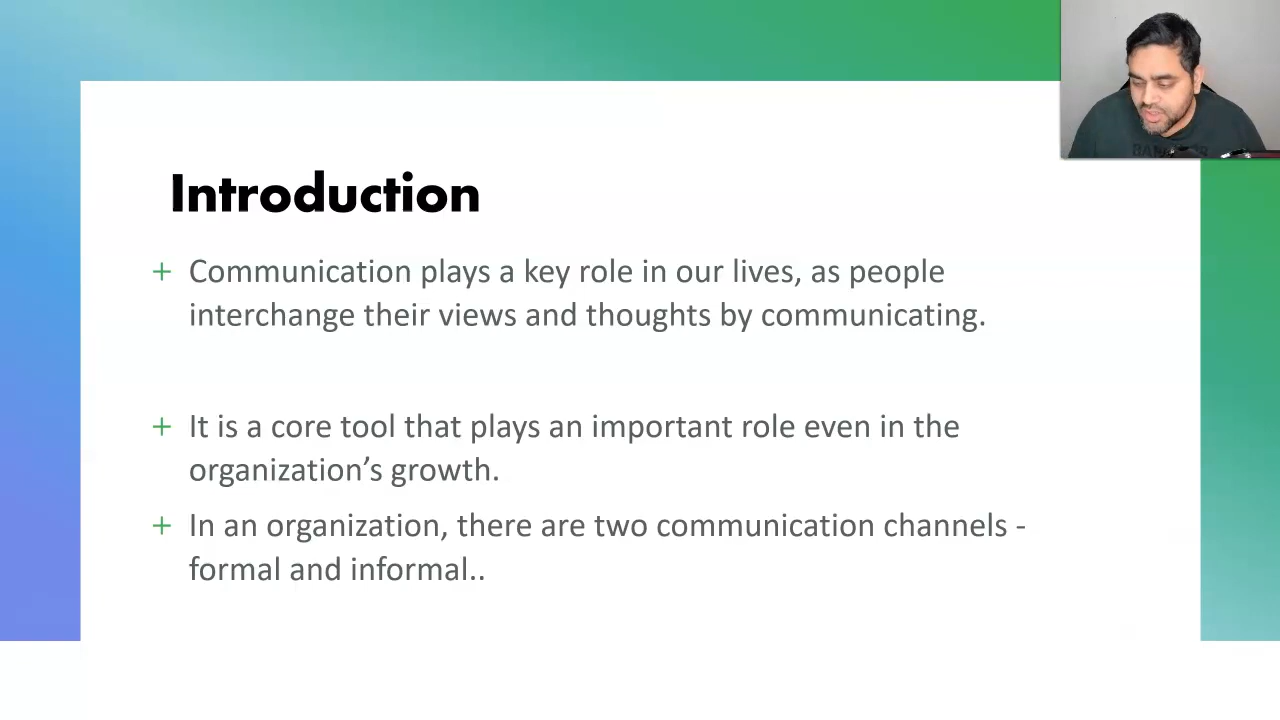 Introduction
+ Communication plays a key role in our lives, as people
interchange their views and thoughts by communicating.
+ It is a core tool that plays an important role even in the
organization’s growth.
+ In an organization, there are two communication channels -
formal and informal..